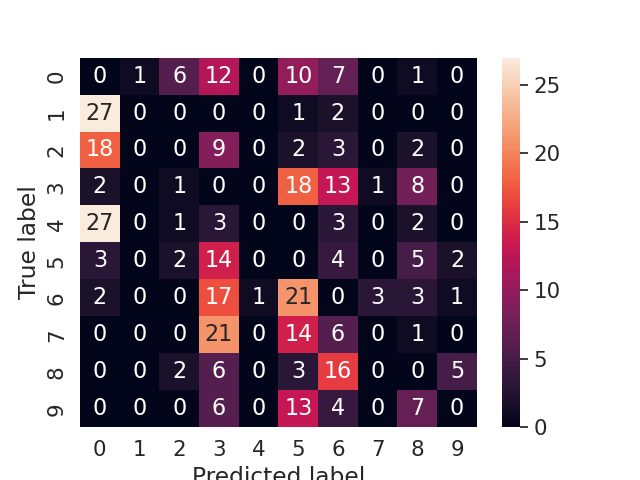 0 0 1 6 12 0 10 7 0 1 0
1 27 0 0 0 0 1 2 0 0 0
2 18 0 0 9 0 2 3 0 2 0
3 2 0 1 0 0 18 13 1 8 0
4 27 0 1 3 0 0 3 0 2 0
5 3 0 2 14 0 0 4 0 5 2
6 2 0 0 17 1 21 0 3 3 1
7 0 0 0 21 0 14 6 0 1 0
8 0 0 2 6 0 3 16 0 0 5
9 0 0 0 6 0 13 4 0 7 0
0 1 2 3 4 5 6 7 8 9
Predicted label
True label
25
20
15
10
5
0